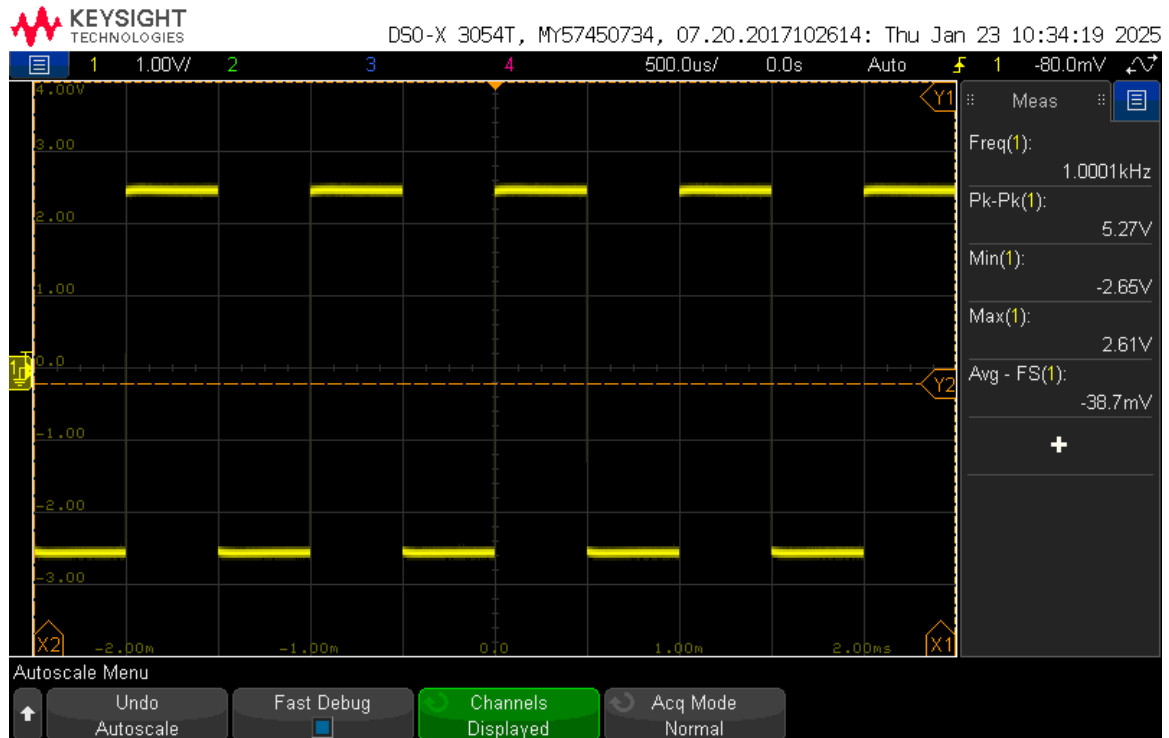 KEYSIGHT
TECHNOLOGIES
DSO-X 3054T, MY57450734, 07.20.2017102614: Thu Jan 23 10:34:19 2025
1 1.00V/ 2 3 4 500.0us/ 0.0s Auto 1 -80.0mV
4.00V
Y1
3.00
2.00
1.00
0.0
1
T
Y2
-1.00
-2.00
-3.00
X2 -2.00m -1.00m 0.0 1.00m 2.00ms X1
Meas
Freq(1):
1.0001kHz
Pk-Pk(1):
5.27V
Min(1):
-2.65V
Max(1):
2.61V
Avg - FS(1):
-38.7mV
+
Autoscale Menu
Undo
Autoscale
Fast Debug
Channels
Displayed
Acq Mode
Normal